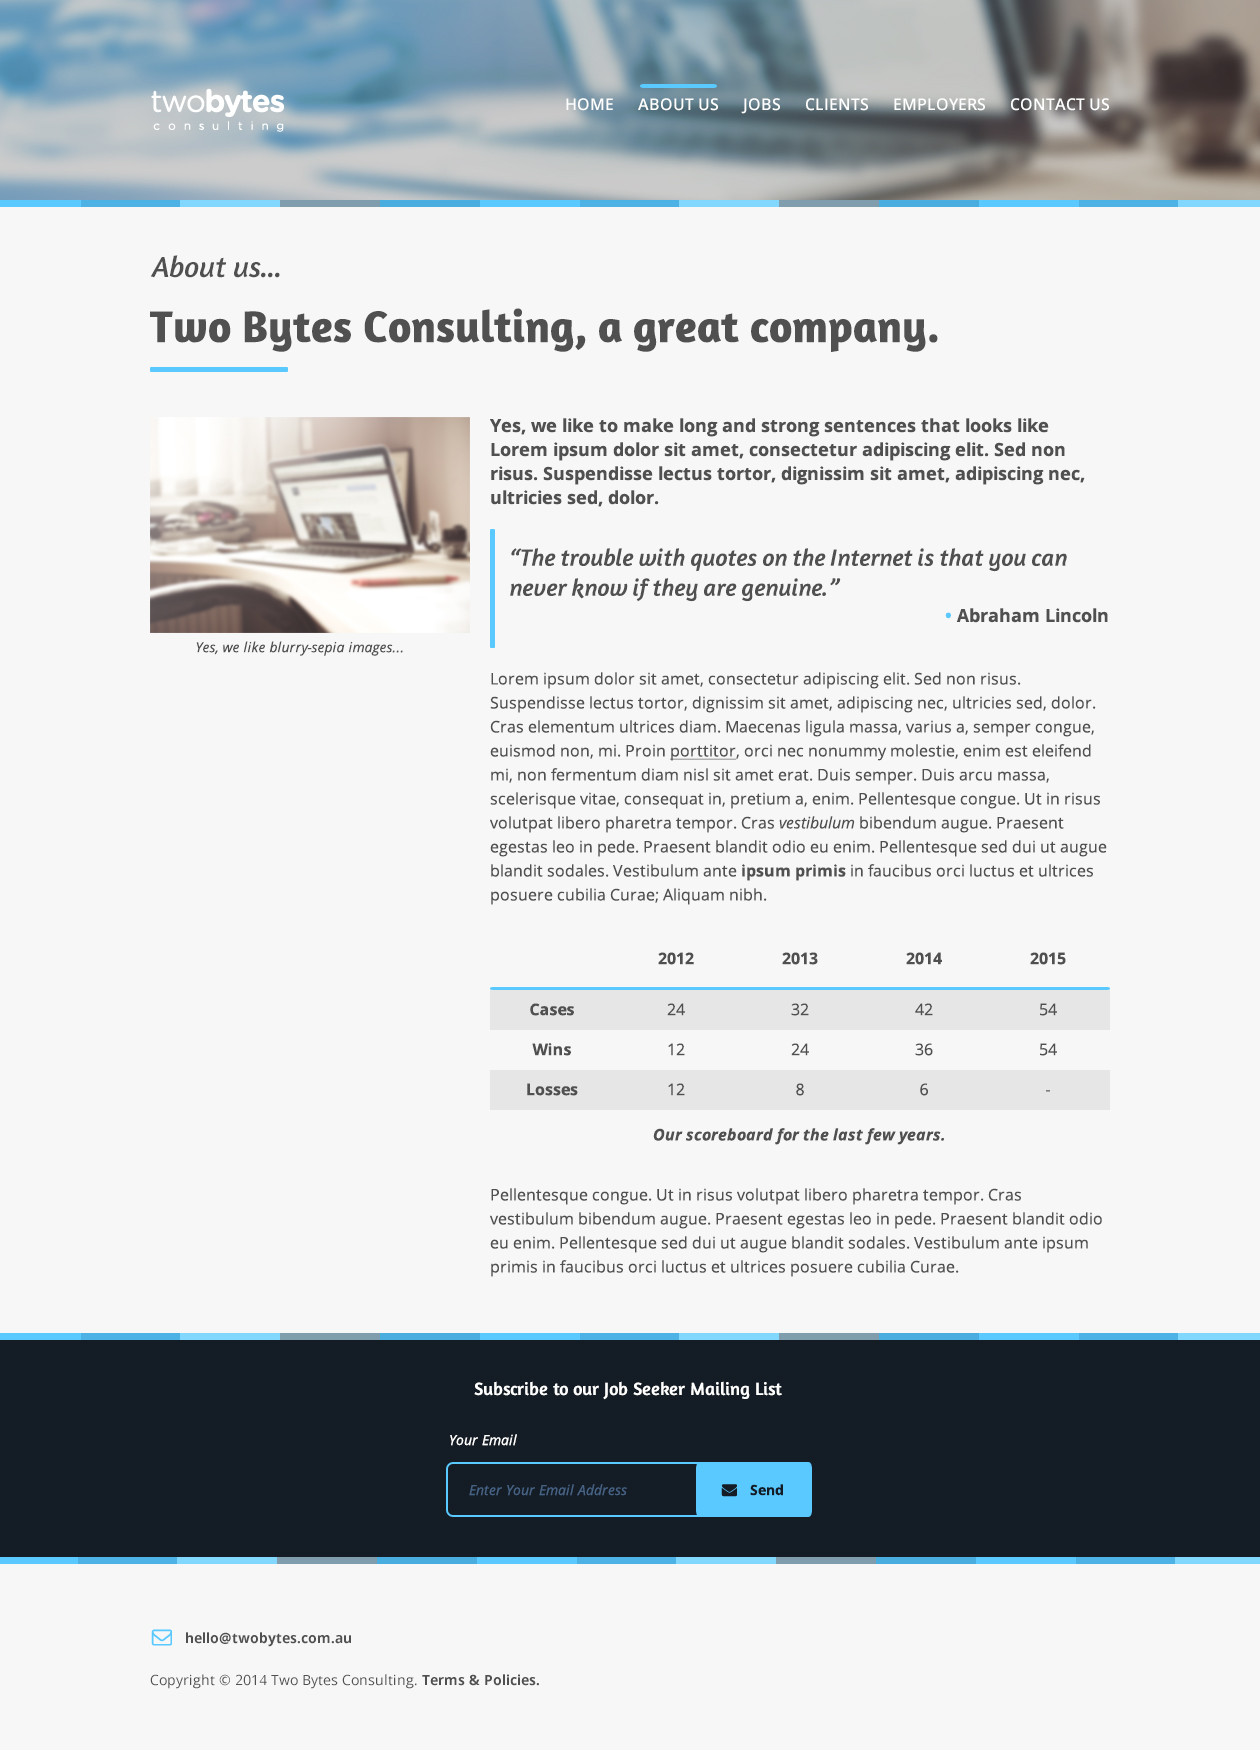 twobytes
consulting
HOME ABOUT US JOBS CLIENTS EMPLOYERS CONTACT US
About us...
Two Bytes Consulting, a great company.
Yes, we like blurry-sepia images...
Yes, we like to make long and strong sentences that looks like
Lorem ipsum dolor sit amet, consectetur adipiscing elit. Sed non
risus. Suspendisse lectus tortor, dignissim sit amet, adipiscing nec,
ultricies sed, dolor.
“The trouble with quotes on the Internet is that you can
never know if they are genuine.”
• Abraham Lincoln
Lorem ipsum dolor sit amet, consectetur adipiscing elit. Sed non risus.
Suspendisse lectus tortor, dignissim sit amet, adipiscing nec, ultricies sed, dolor.
Cras elementum ultrices diam. Maecenas ligula massa, varius a, semper congue,
euismod non, mi. Proin porttitor, orci nec nonummy molestie, enim est eleifend
mi, non fermentum diam nisl sit amet erat. Duis semper. Duis arcu massa,
scelerisque vitae, consequat in, pretium a, enim. Pellentesque congue. Ut in risus
volutpat libero pharetra tempor. Cras vestibulum bibendum augue. Praesent
egestas leo in pede. Praesent blandit odio eu enim. Pellentesque sed dui ut augue
blandit sodales. Vestibulum ante ipsum primis in faucibus orci luctus et ultrices
posuere cubilia Curae; Aliquam nibh.
2012 2013 2014 2015
Cases 24 32 42 54
Wins 12 24 36 54
Losses 12 8 6 -
Our scoreboard for the last few years.
Pellentesque congue. Ut in risus volutpat libero pharetra tempor. Cras
vestibulum bibendum augue. Praesent egestas leo in pede. Praesent blandit odio
eu enim. Pellentesque sed dui ut augue blandit sodales. Vestibulum ante ipsum
primis in faucibus orci luctus et ultrices posuere cubilia Curae.
Subscribe to our Job Seeker Mailing List
Your Email
Enter Your Email Address
Send
hello@twobytes.com.au
Copyright © 2014 Two Bytes Consulting. Terms & Policies.